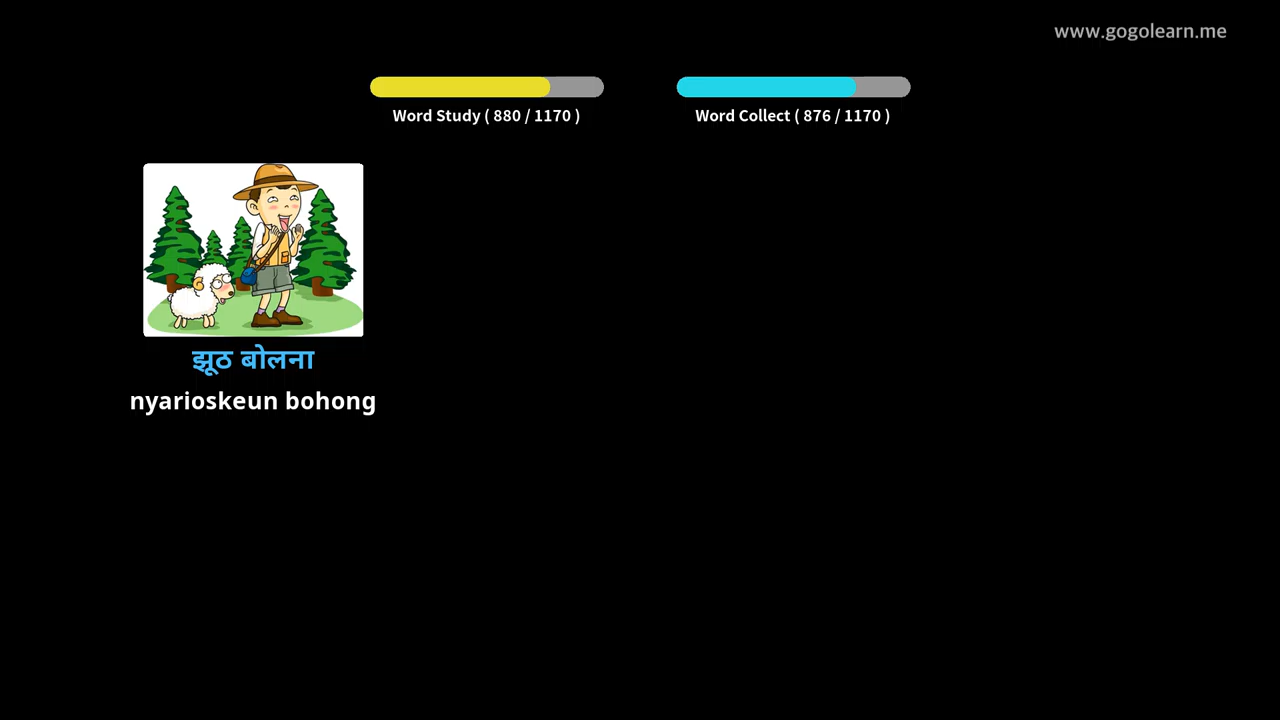 www.gogolearn.me
Word Study ( 880 / 1170 )
Word Collect ( 876 / 1170 )
झूठ बोलना
nyarioskeun bohong